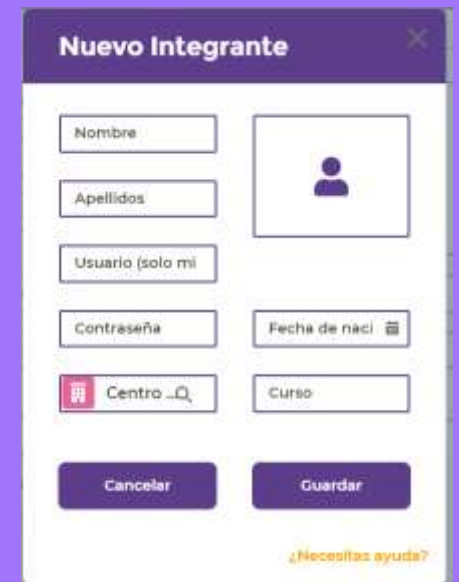 Nuevo Integrante
Nombre
Apellidos
Usuario (solo mi
Contraseña
Fecha de naci
Centro ...
Curso
Cancelar
Guardar
¿Necesitas ayuda?